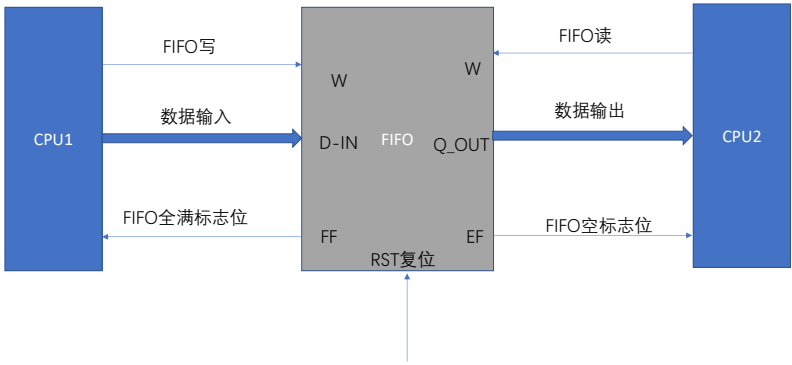 FIFO写
FIFO读
W
W
数据输入
数据输出
CPU1
D-IN
FIFO
Q_OUT
CPU2
FIFO全满标志位
FIFO空标志位
FF
EF
RST复位